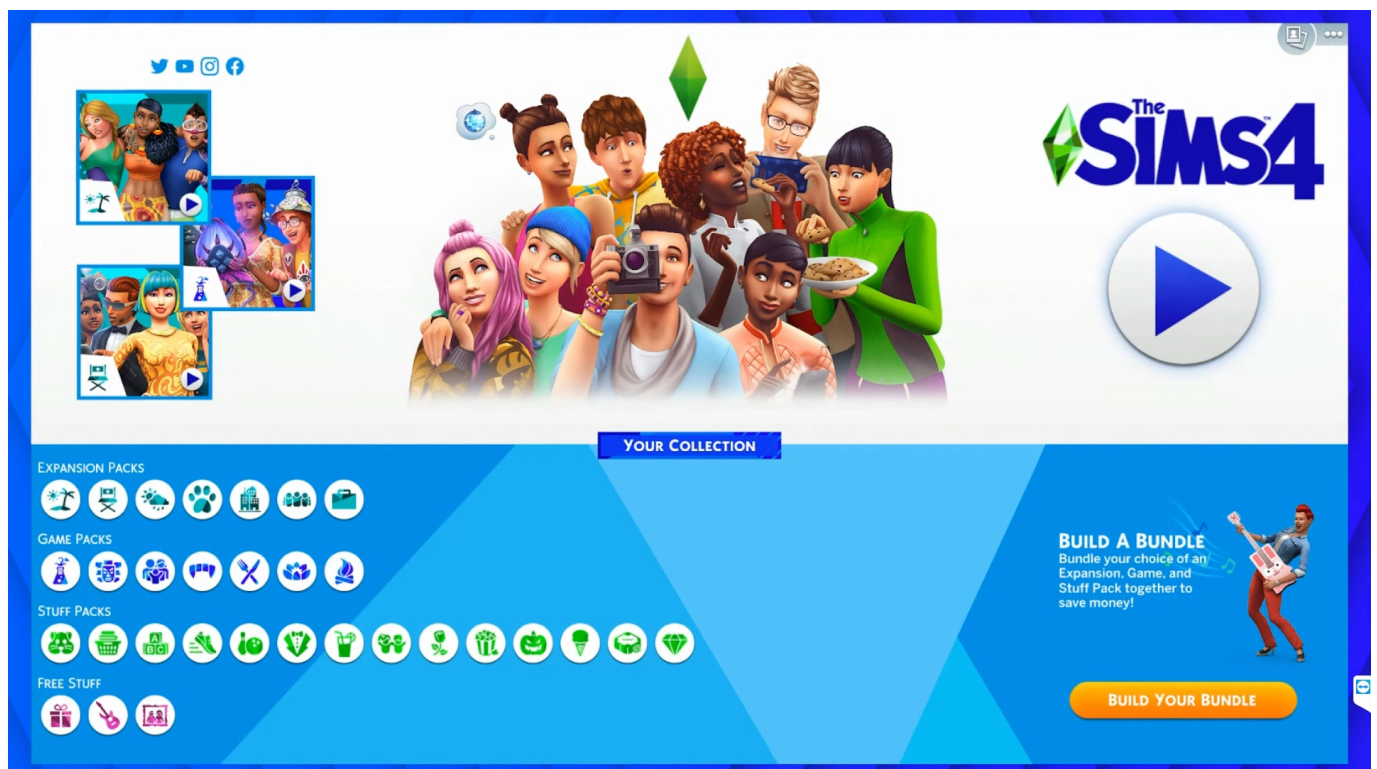 The
SIMS4
™
YOUR COLLECTION
EXPANSION PACKS
GAME PACKS
STUFF PACKS
A
B C
FREE STUFF
BUILD A BUNDLE
Bundle your choice of an
Expansion, Game, and
Stuff Pack together to
save money!
BUILD YOUR BUNDLE